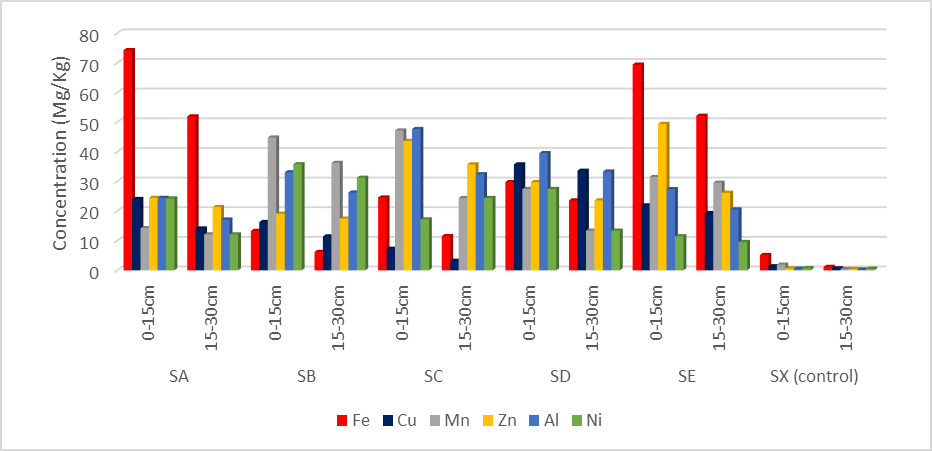 Concentration (Mg/Kg)
80
70
60
50
40
30
20
10
0
0-15cm
15-30cm
0-15cm
15-30cm
0-15cm
15-30cm
0-15cm
15-30cm
0-15cm
15-30cm
0-15cm
15-30cm
SA SB SC SD SE SX (control)
Fe Cu Mn Zn Al Ni